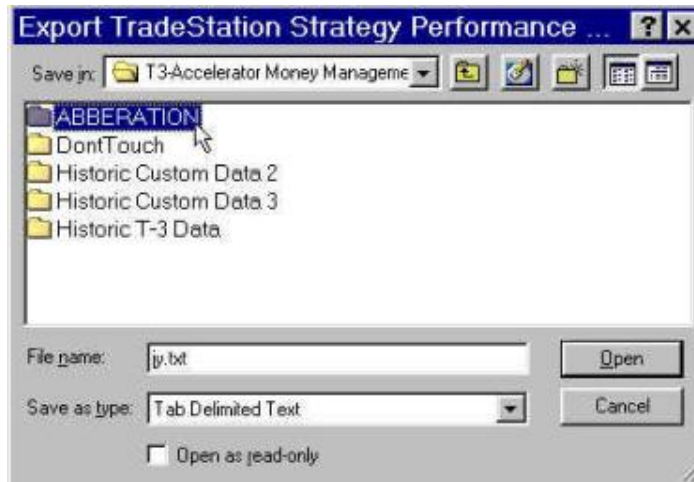 Export TradeStation Strategy Performance ...
Save in: T3-Accelerator Money Manageme
ABBERATION
DontTouch
Historic Custom Data 2
Historic Custom Data 3
Historic T-3 Data
File name: jy.txt Open
Save as type: Tab Delimited Text Cancel
Open as read-only